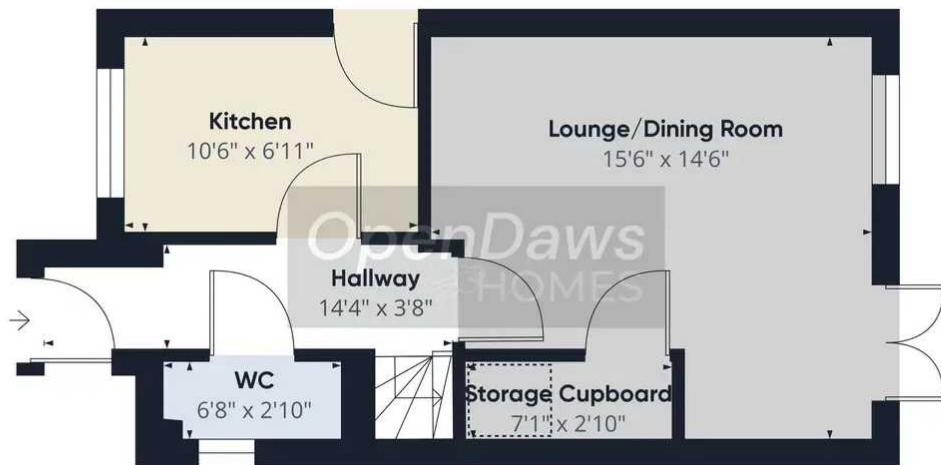 Kitchen
10'6" x 6'11"
Lounge/Dining Room
15'6" x 14'6"
OpenDaws
HOMES
Hallway
14'4" x 3'8"
WC
6'8" x 2'10"
Storage Cupboard
7'1" x 2'10"